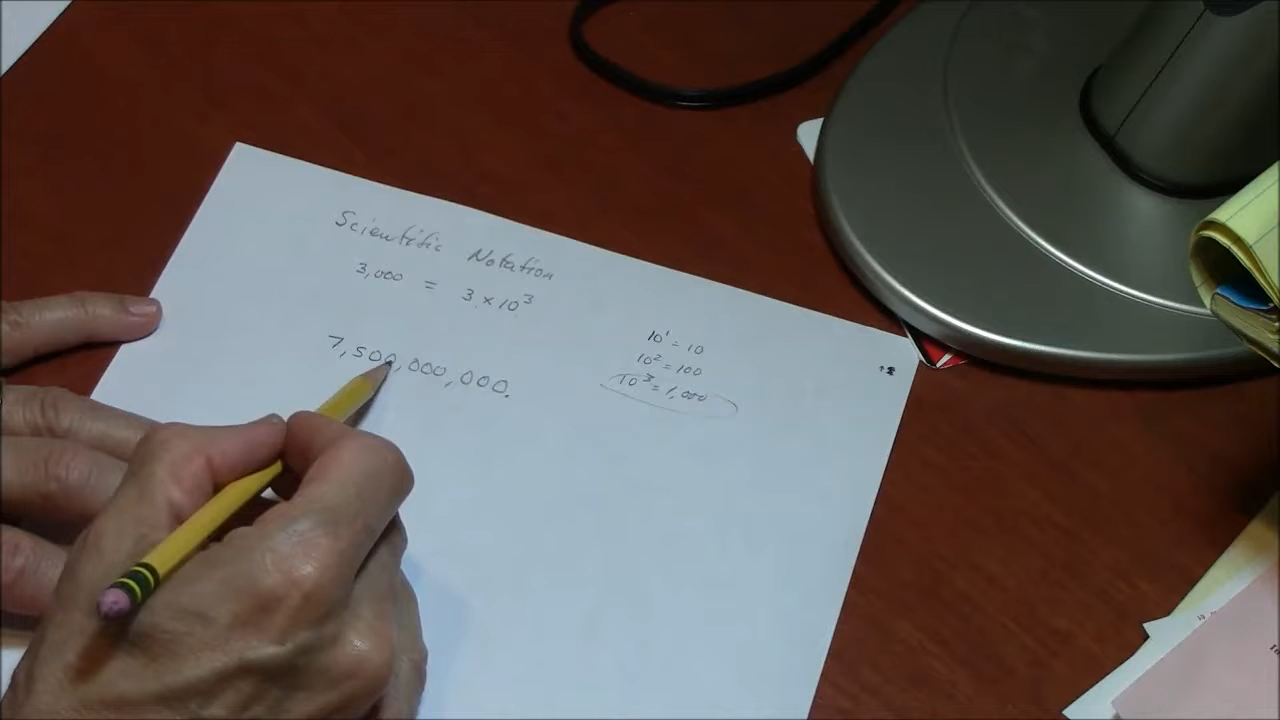 Scientific Notation
3,000 = 3. × 10³
7,500,000,000.
10¹ = 10
10² = 100
10³ = 1,000